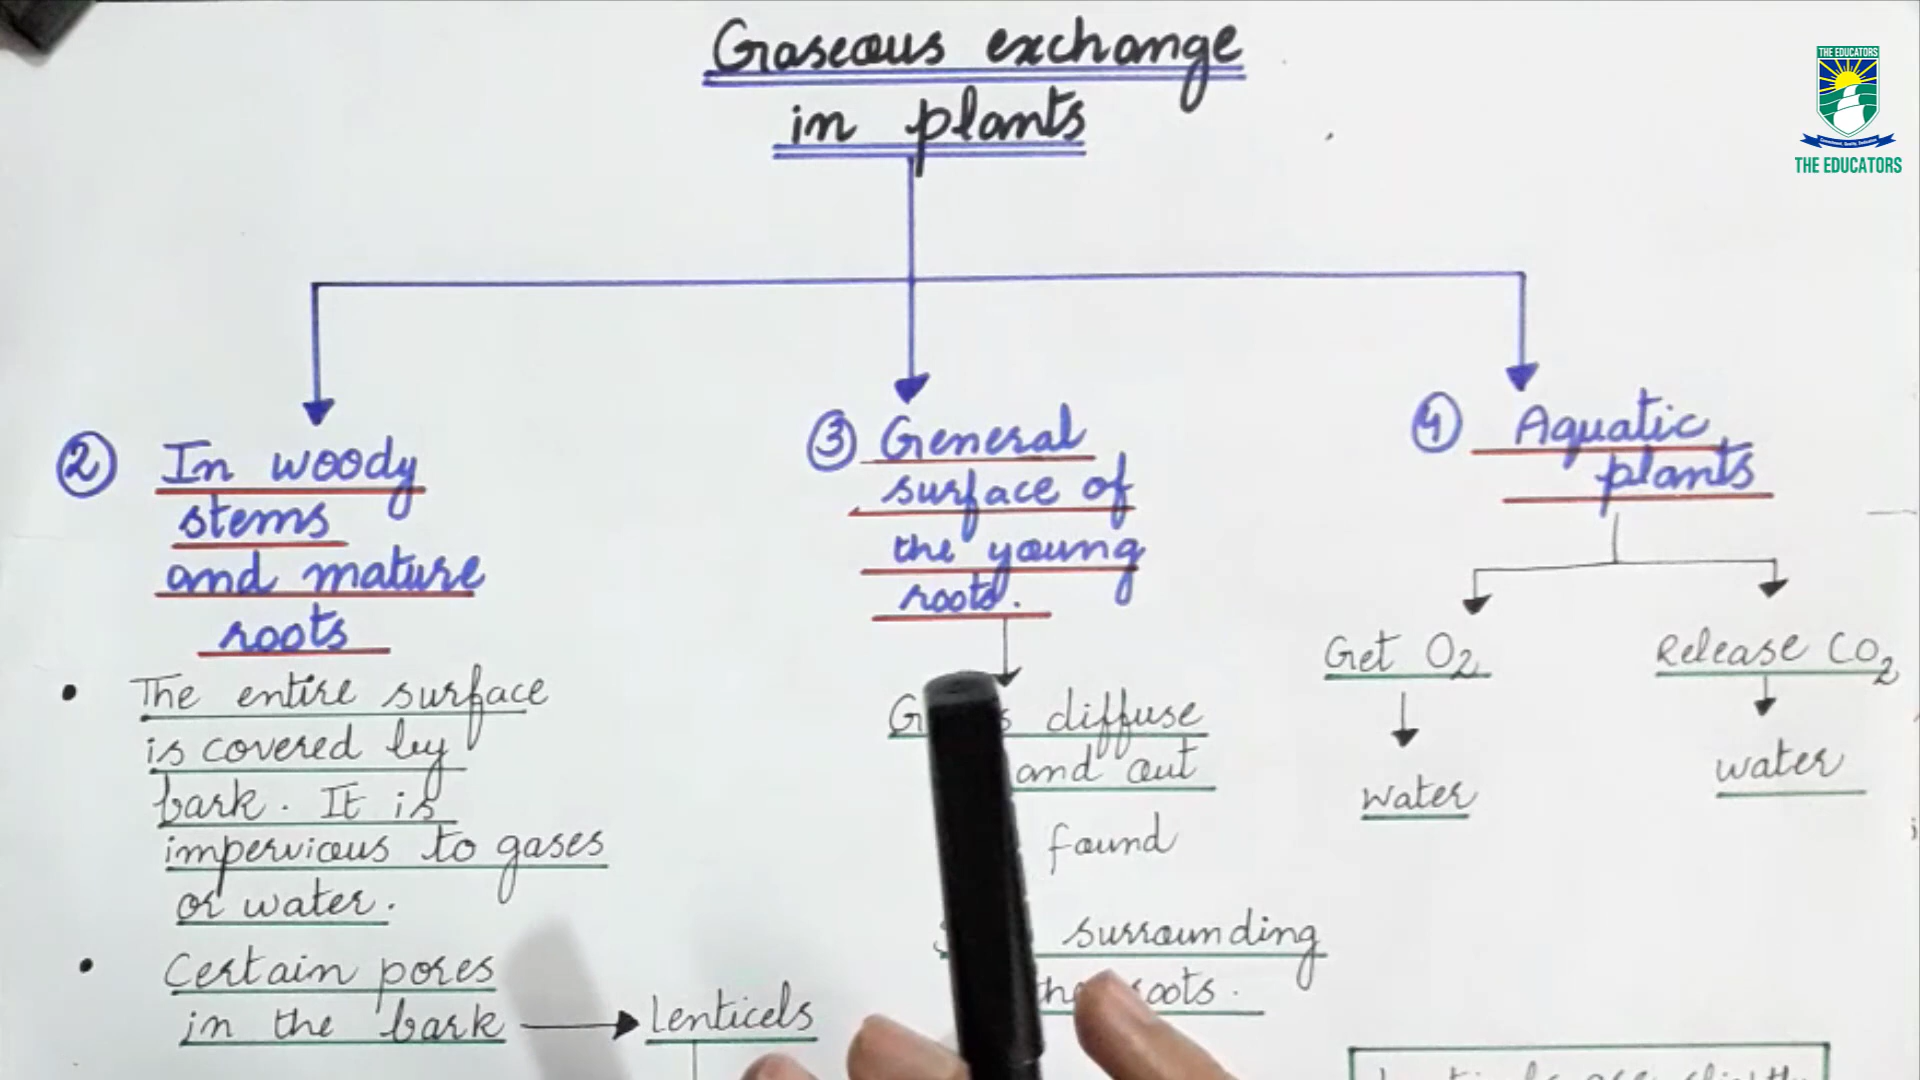 Gaseous exchange
in plants
THE EDUCATORS
THE EDUCATORS
2 In woody
stems
and mature
roots
• The entire surface
is covered by
bark. It is
impervious to gases
or water.
• Certain pores
in the bark
Lenticels
3 General
surface of
the young
roots.
diffuse
and out
found
surrounding
the roots.
4 Aquatic
plants
Get O2
water
Release CO2
water